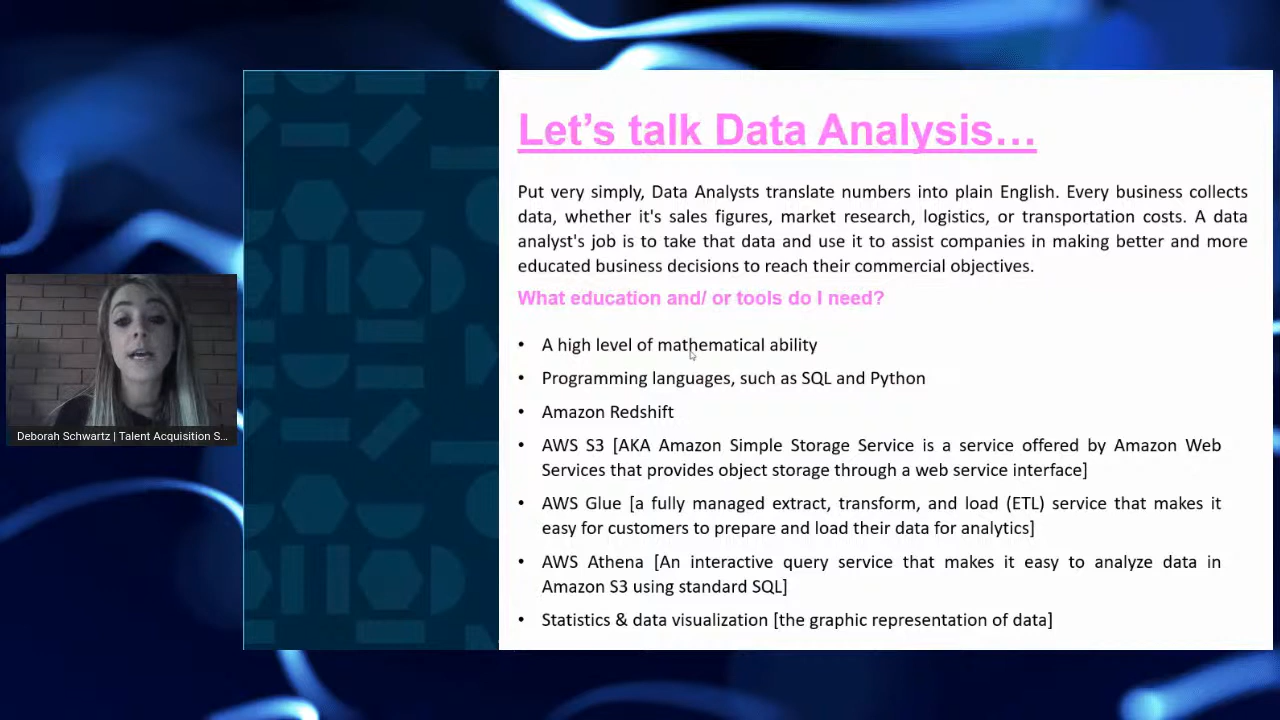 Let’s talk Data Analysis…
Put very simply, Data Analysts translate numbers into plain English. Every business collects
data, whether it's sales figures, market research, logistics, or transportation costs. A data
analyst's job is to take that data and use it to assist companies in making better and more
educated business decisions to reach their commercial objectives.
What education and/ or tools do I need?
• A high level of mathematical ability
• Programming languages, such as SQL and Python
• Amazon Redshift
• AWS S3 [AKA Amazon Simple Storage Service is a service offered by Amazon Web
Services that provides object storage through a web service interface]
• AWS Glue [a fully managed extract, transform, and load (ETL) service that makes it
easy for customers to prepare and load their data for analytics]
• AWS Athena [An interactive query service that makes it easy to analyze data in
Amazon S3 using standard SQL]
• Statistics & data visualization [the graphic representation of data]
Deborah Schwartz | Talent Acquisition S...